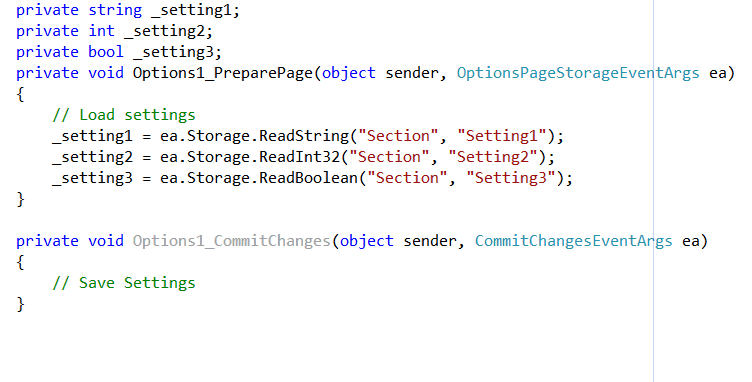 private string _setting1;
private int _setting2;
private bool _setting3;
private void Options1_PreparePage(object sender, OptionsPageStorageEventArgs ea)
{
    // Load settings
    _setting1 = ea.Storage.ReadString("Section", "Setting1");
    _setting2 = ea.Storage.ReadInt32("Section", "Setting2");
    _setting3 = ea.Storage.ReadBoolean("Section", "Setting3");
}

private void Options1_CommitChanges(object sender, CommitChangesEventArgs ea)
{
    // Save Settings
}